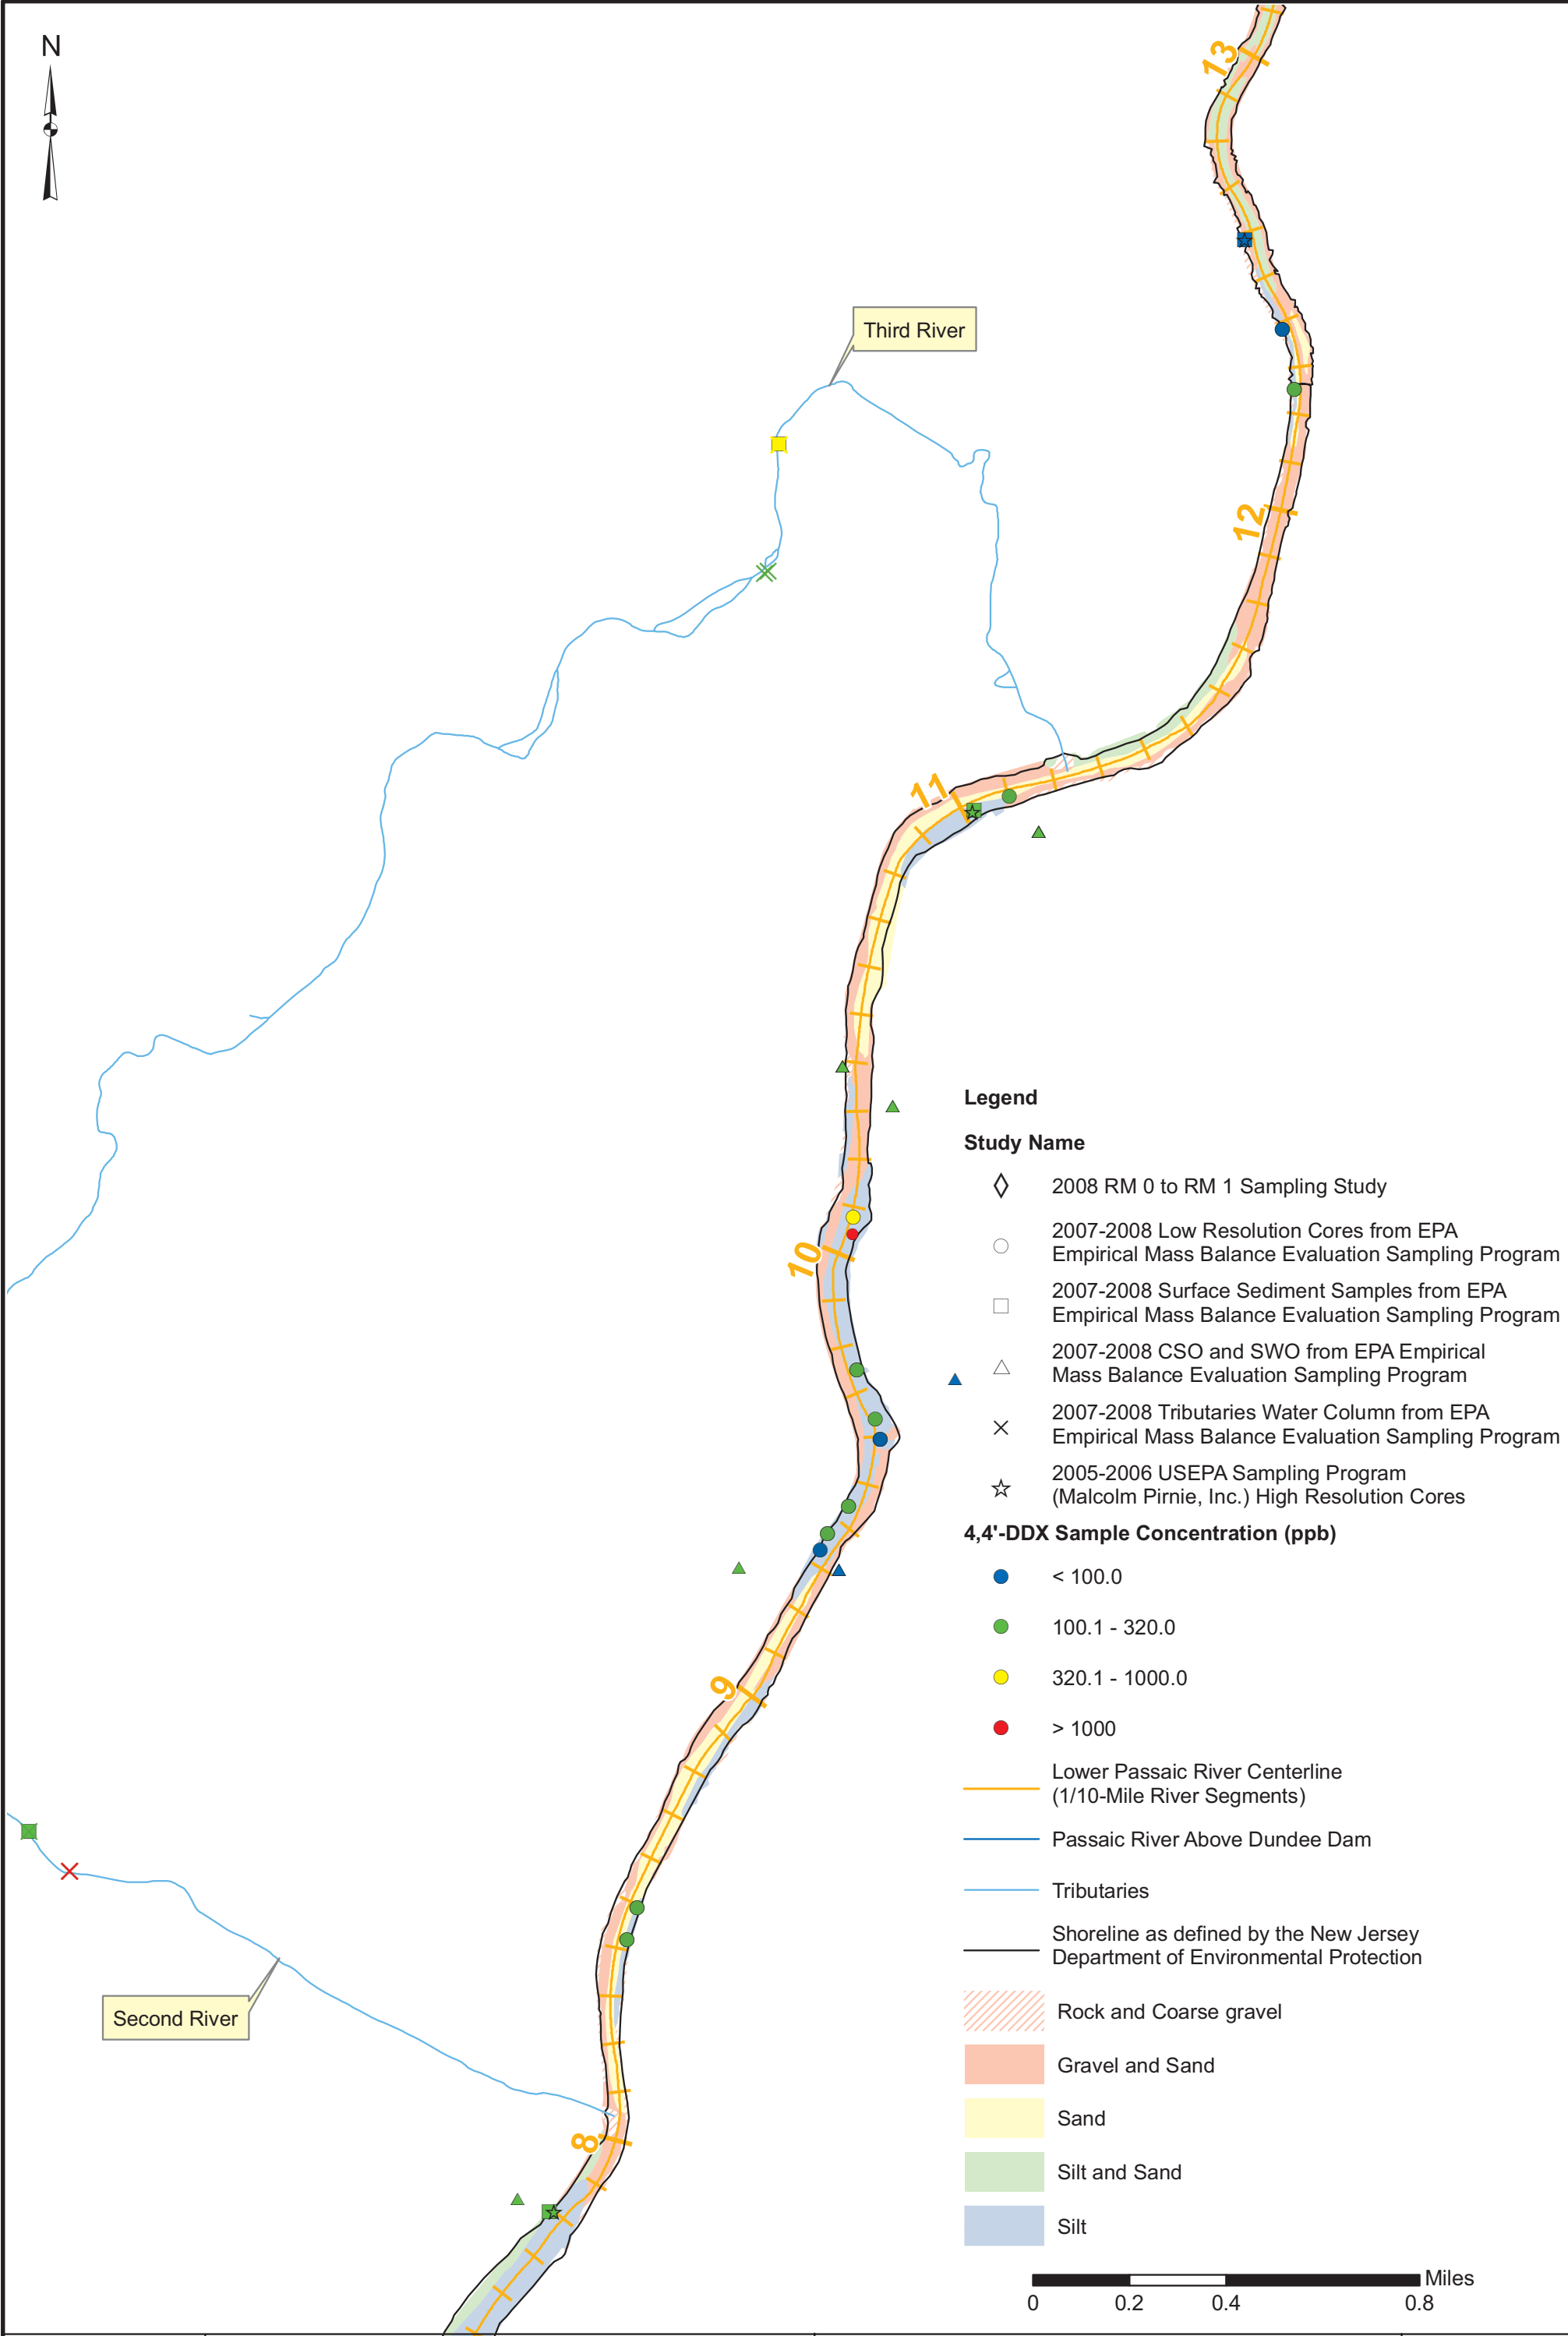 N
13
Third River
12
11
10
9
Second River
8
Legend
Study Name
2008 RM 0 to RM 1 Sampling Study
2007-2008 Low Resolution Cores from EPA
Empirical Mass Balance Evaluation Sampling Program
2007-2008 Surface Sediment Samples from EPA
Empirical Mass Balance Evaluation Sampling Program
2007-2008 CSO and SWO from EPA Empirical
Mass Balance Evaluation Sampling Program
2007-2008 Tributaries Water Column from EPA
Empirical Mass Balance Evaluation Sampling Program
2005-2006 USEPA Sampling Program
(Malcolm Pirnie, Inc.) High Resolution Cores
4,4'-DDX Sample Concentration (ppb)
< 100.0
100.1 - 320.0
320.1 - 1000.0
> 1000
Lower Passaic River Centerline
(1/10-Mile River Segments)
Passaic River Above Dundee Dam
Tributaries
Shoreline as defined by the New Jersey
Department of Environmental Protection
Rock and Coarse gravel
Gravel and Sand
Sand
Silt and Sand
Silt
Miles
0 0.2 0.4 0.8